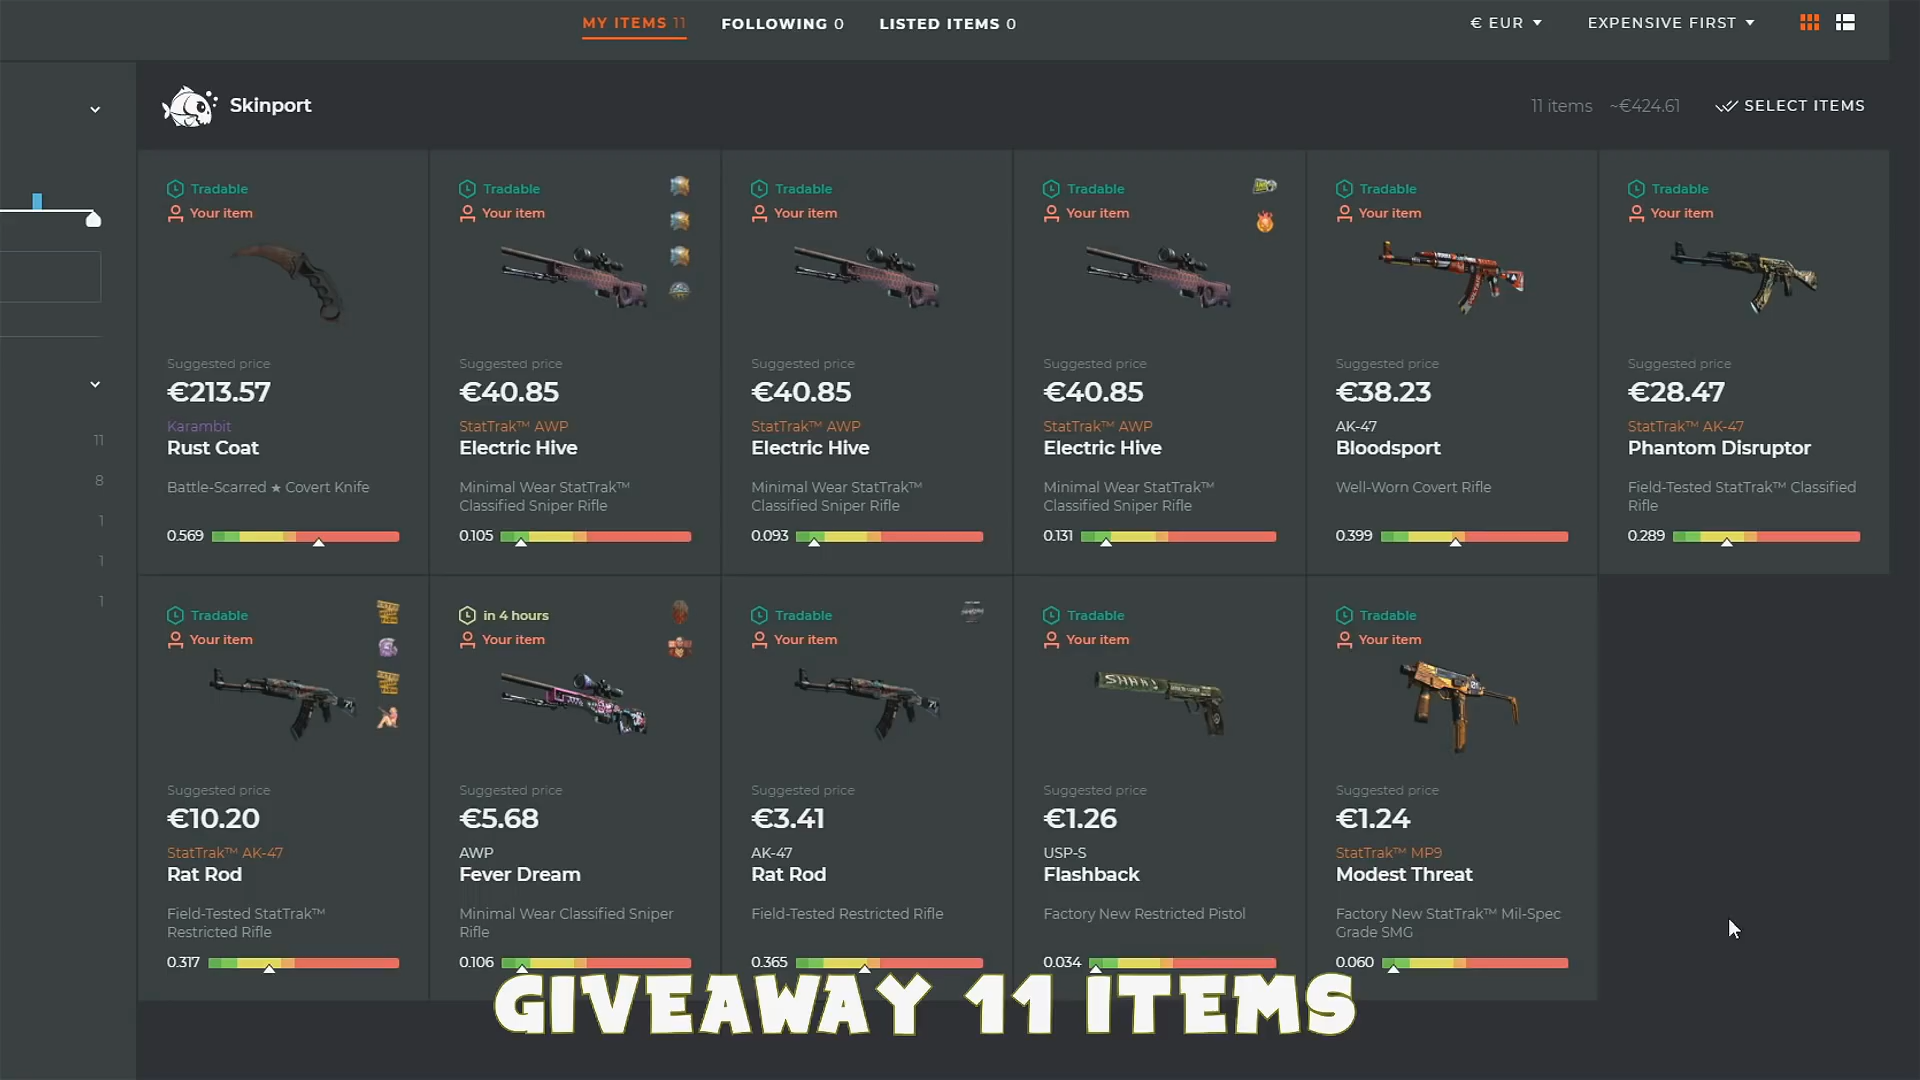 MY ITEMS 11
FOLLOWING 0
LISTED ITEMS 0
€ EUR
EXPENSIVE FIRST
Skinport
11 items
~€424.61
SELECT ITEMS
11
8
1
1
1
Tradable
Your item
Suggested price
€213.57
Karambit
Rust Coat
Battle-Scarred ★ Covert Knife
0.569
Tradable
Your item
Suggested price
€40.85
StatTrak™ AWP
Electric Hive
Minimal Wear StatTrak™
Classified Sniper Rifle
0.105
Tradable
Your item
Suggested price
€40.85
StatTrak™ AWP
Electric Hive
Minimal Wear StatTrak™
Classified Sniper Rifle
0.093
Tradable
Your item
Suggested price
€40.85
StatTrak™ AWP
Electric Hive
Minimal Wear StatTrak™
Classified Sniper Rifle
0.131
Tradable
Your item
Suggested price
€38.23
AK-47
Bloodsport
Well-Worn Covert Rifle
0.399
Tradable
Your item
Suggested price
€28.47
StatTrak™ AK-47
Phantom Disruptor
Field-Tested StatTrak™ Classified
Rifle
0.289
Tradable
Your item
Suggested price
€10.20
StatTrak™ AK-47
Rat Rod
Field-Tested StatTrak™
Restricted Rifle
0.317
in 4 hours
Your item
Suggested price
€5.68
AWP
Fever Dream
Minimal Wear Classified Sniper
Rifle
0.106
Tradable
Your item
Suggested price
€3.41
AK-47
Rat Rod
Field-Tested Restricted Rifle
0.365
Tradable
Your item
Suggested price
€1.26
USP-S
Flashback
Factory New Restricted Pistol
0.034
Tradable
Your item
Suggested price
€1.24
StatTrak™ MP9
Modest Threat
Factory New StatTrak™ Mil-Spec
Grade SMG
0.060
GIVEAWAY 11 ITEMS